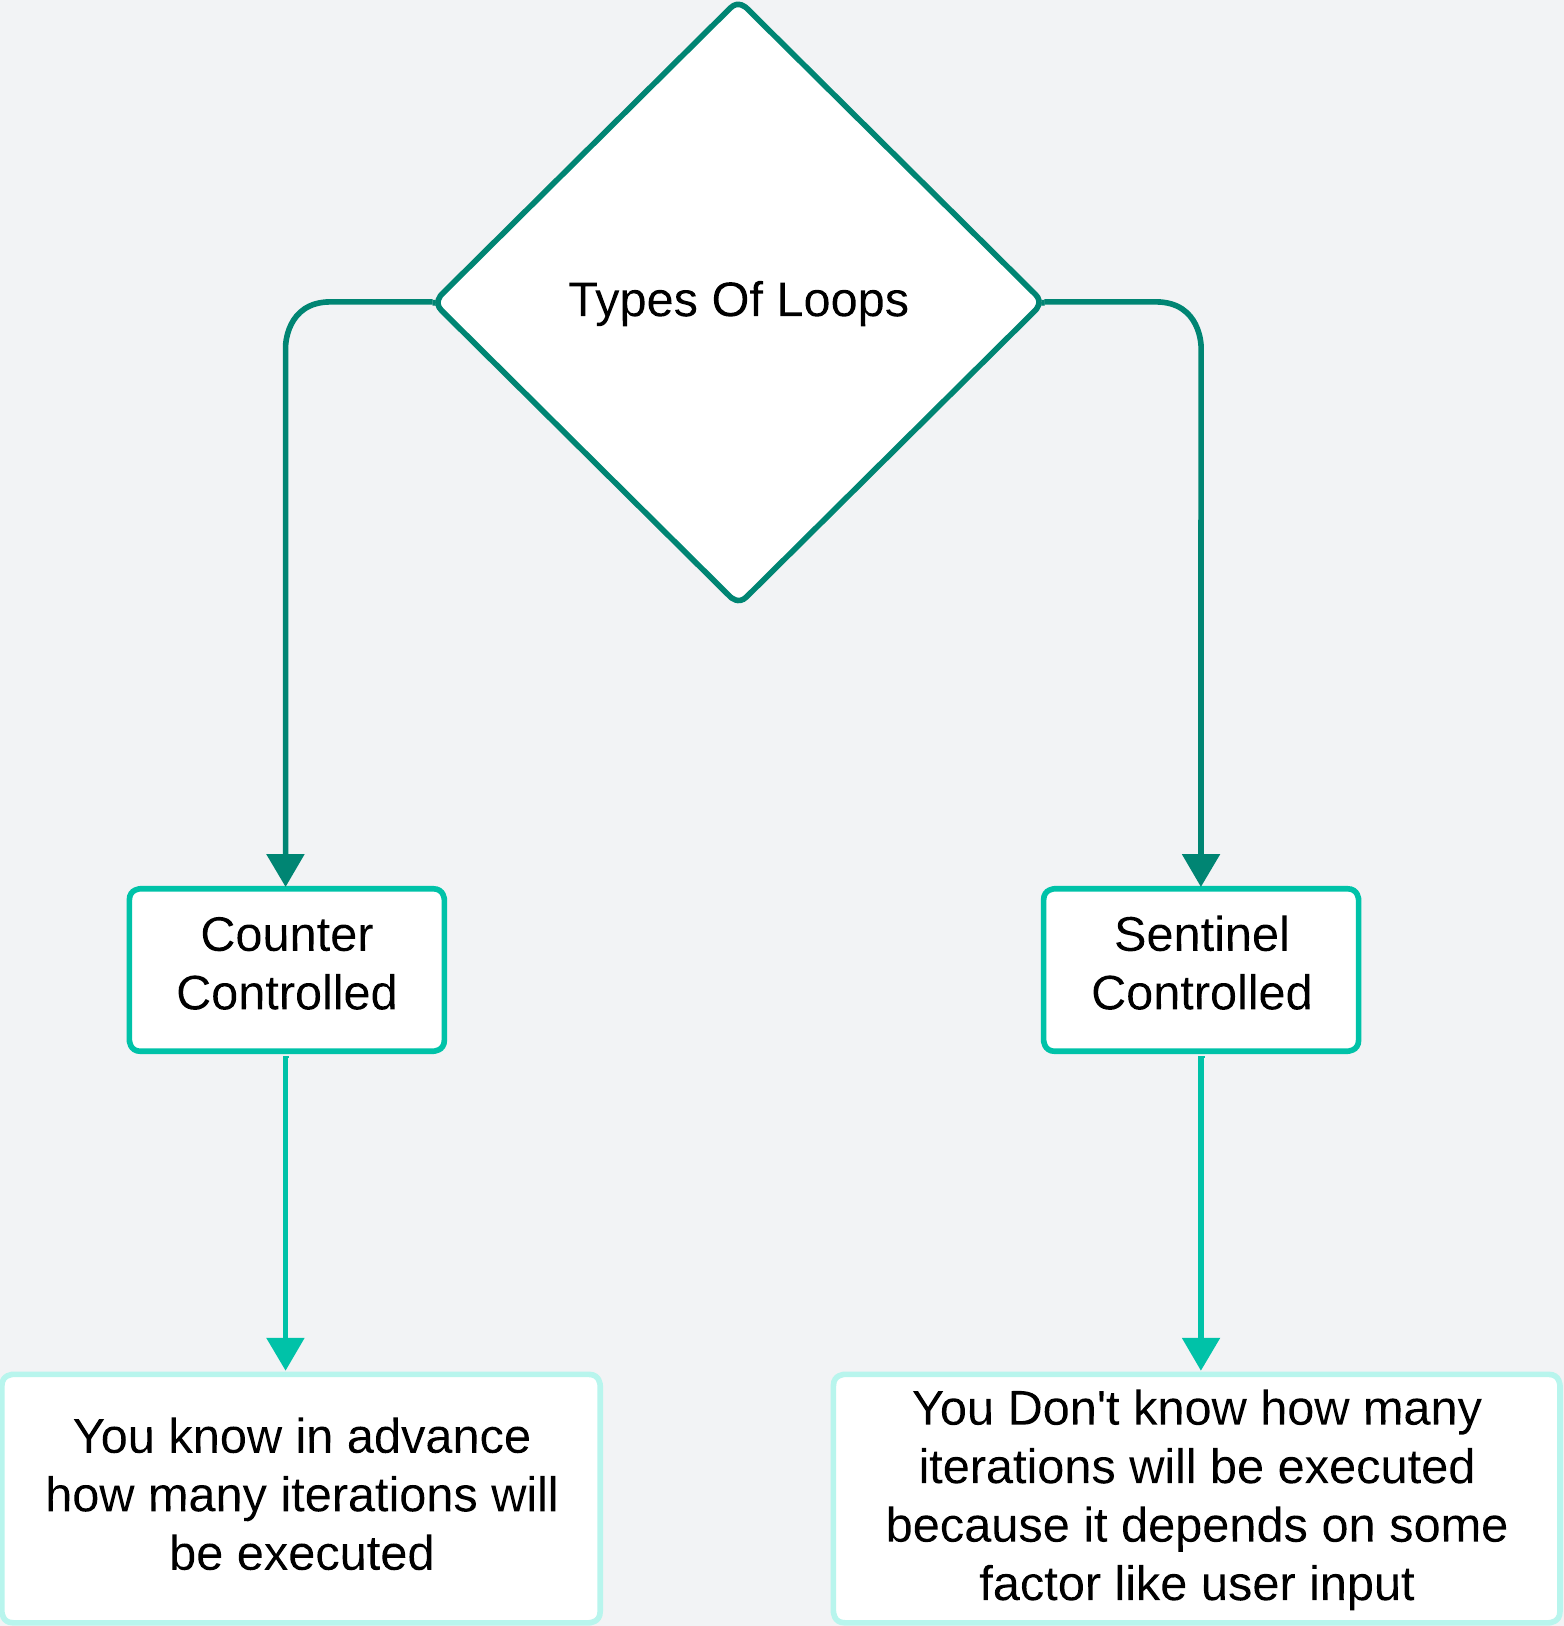 Types Of Loops
Counter
Controlled
Sentinel
Controlled
You know in advance
how many iterations will
be executed
You Don't know how many
iterations will be executed
because it depends on some
factor like user input